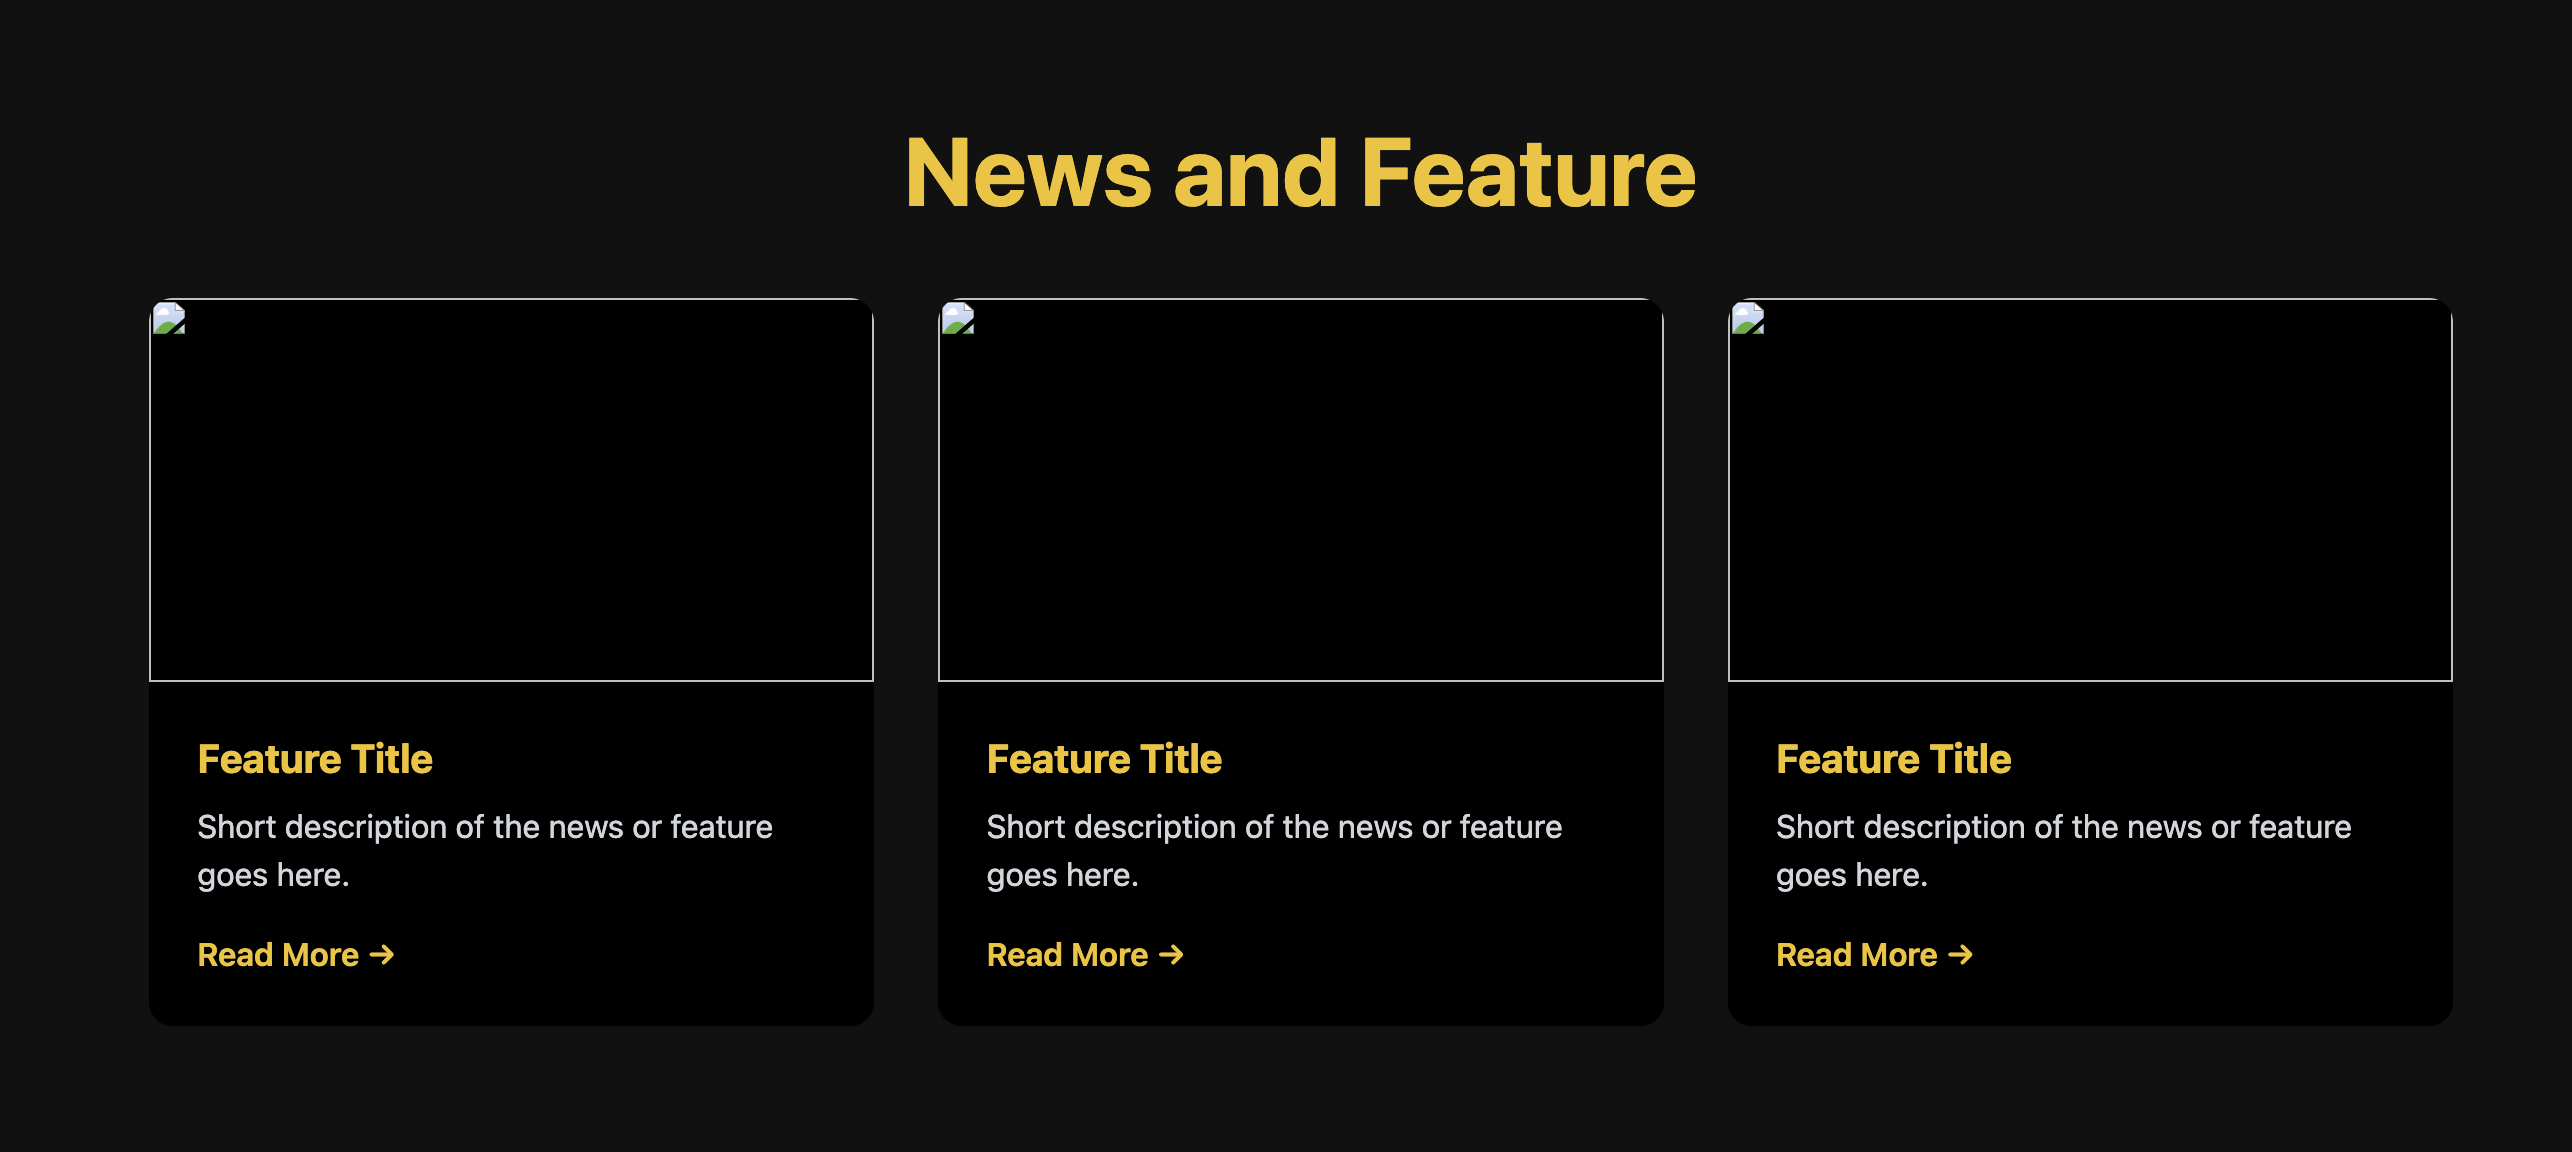 News and Feature
Feature Title
Short description of the news or feature
goes here.
Read More →
Feature Title
Short description of the news or feature
goes here.
Read More →
Feature Title
Short description of the news or feature
goes here.
Read More →